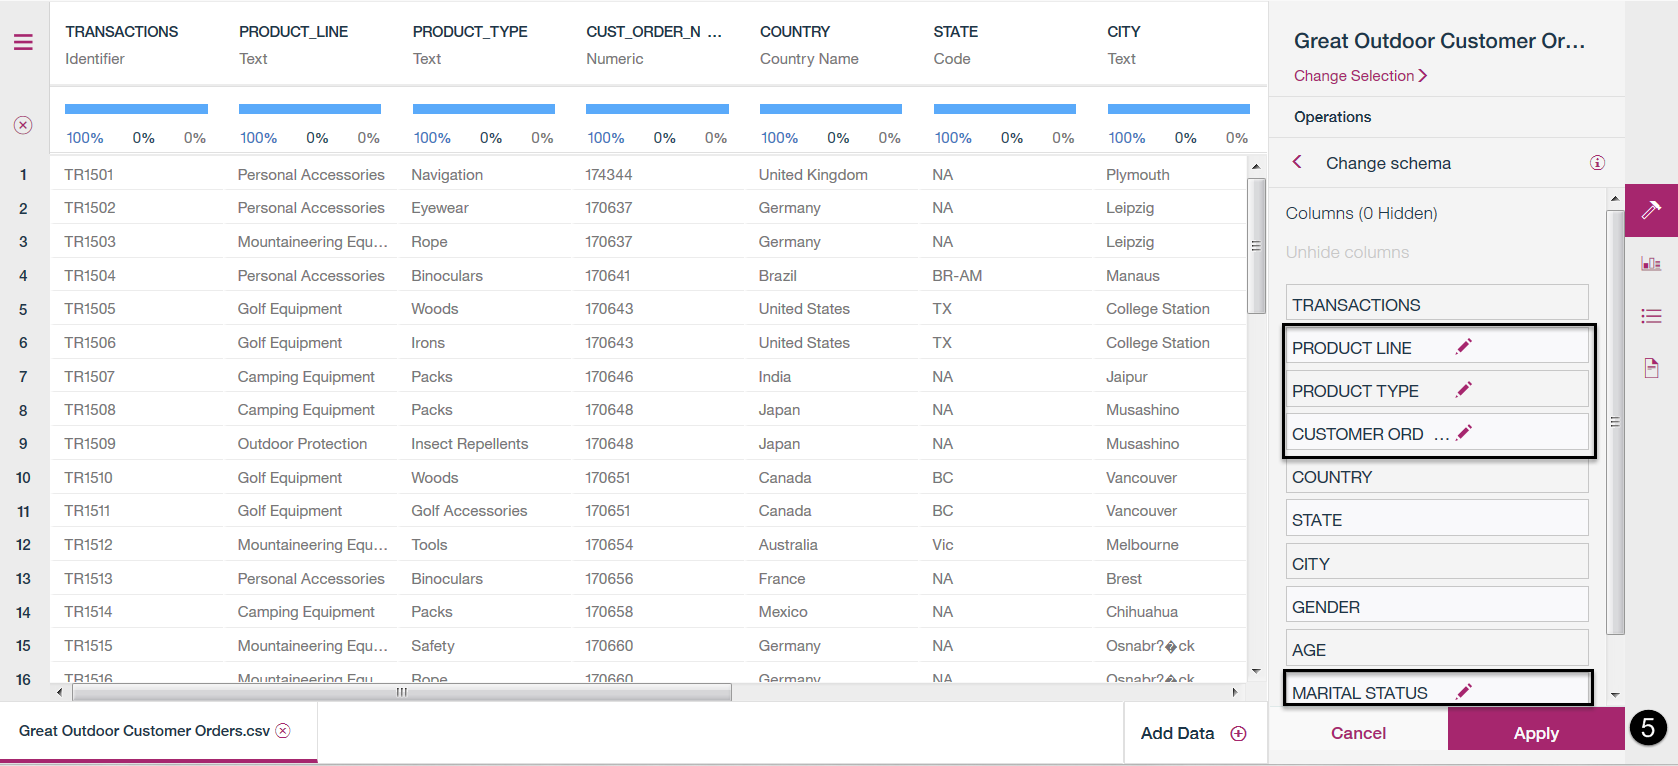 TRANSACTIONS PRODUCT_LINE PRODUCT_TYPE CUST_ORDER_N ... COUNTRY STATE CITY
Identifier Text Text Numeric Country Name Code Text
100% 0% 0% 100% 0% 0% 100% 0% 0% 100% 0% 0% 100% 0% 0% 100% 0% 0% 100% 0% 0%
1 TR1501 Personal Accessories Navigation 174344 United Kingdom NA Plymouth
2 TR1502 Personal Accessories Eyewear 170637 Germany NA Leipzig
3 TR1503 Mountaineering Equ... Rope 170637 Germany NA Leipzig
4 TR1504 Personal Accessories Binoculars 170641 Brazil BR-AM Manaus
5 TR1505 Golf Equipment Woods 170643 United States TX College Station
6 TR1506 Golf Equipment Irons 170643 United States TX College Station
7 TR1507 Camping Equipment Packs 170646 India NA Jaipur
8 TR1508 Camping Equipment Packs 170648 Japan NA Musashino
9 TR1509 Outdoor Protection Insect Repellents 170648 Japan NA Musashino
10 TR1510 Golf Equipment Woods 170651 Canada BC Vancouver
11 TR1511 Golf Equipment Golf Accessories 170651 Canada BC Vancouver
12 TR1512 Mountaineering Equ... Tools 170654 Australia Vic Melbourne
13 TR1513 Personal Accessories Binoculars 170656 France NA Brest
14 TR1514 Camping Equipment Packs 170658 Mexico NA Chihuahua
15 TR1515 Mountaineering Equ... Safety 170660 Germany NA Osnabr?�ck
16 TR1516 Mountaineering Equ... Rope 170660 Germany NA Osnabr?�ck
Great Outdoor Customer Orders.csv
Add Data
Great Outdoor Customer Or...
Change Selection
Operations
Change schema
Columns (0 Hidden)
Unhide columns
TRANSACTIONS
PRODUCT LINE
PRODUCT TYPE
CUSTOMER ORD ...
COUNTRY
STATE
CITY
GENDER
AGE
MARITAL STATUS
Cancel Apply 5